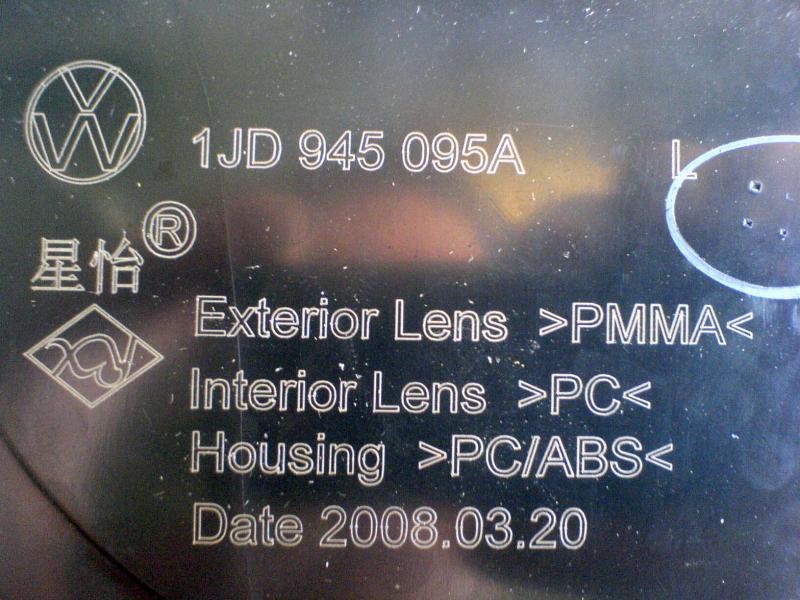 1JD 945 095A L
星怡®
Exterior Lens >PMMA<
Interior Lens >PC<
Housing >PC/ABS<
Date 2008.03.20